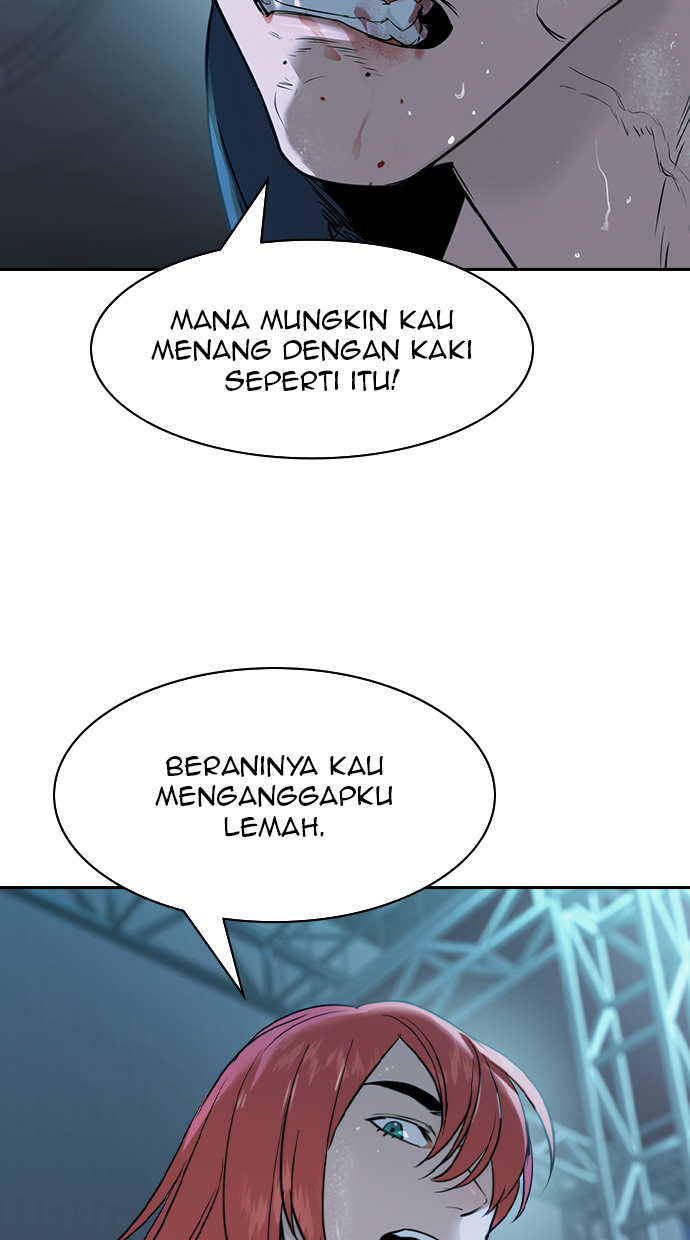 MANA MUNGKIN KAU
MENANG DENGAN KAKI
SEPERTI ITU!
BERANINYA KAU
MENGANGGAPKU
LEMAH.